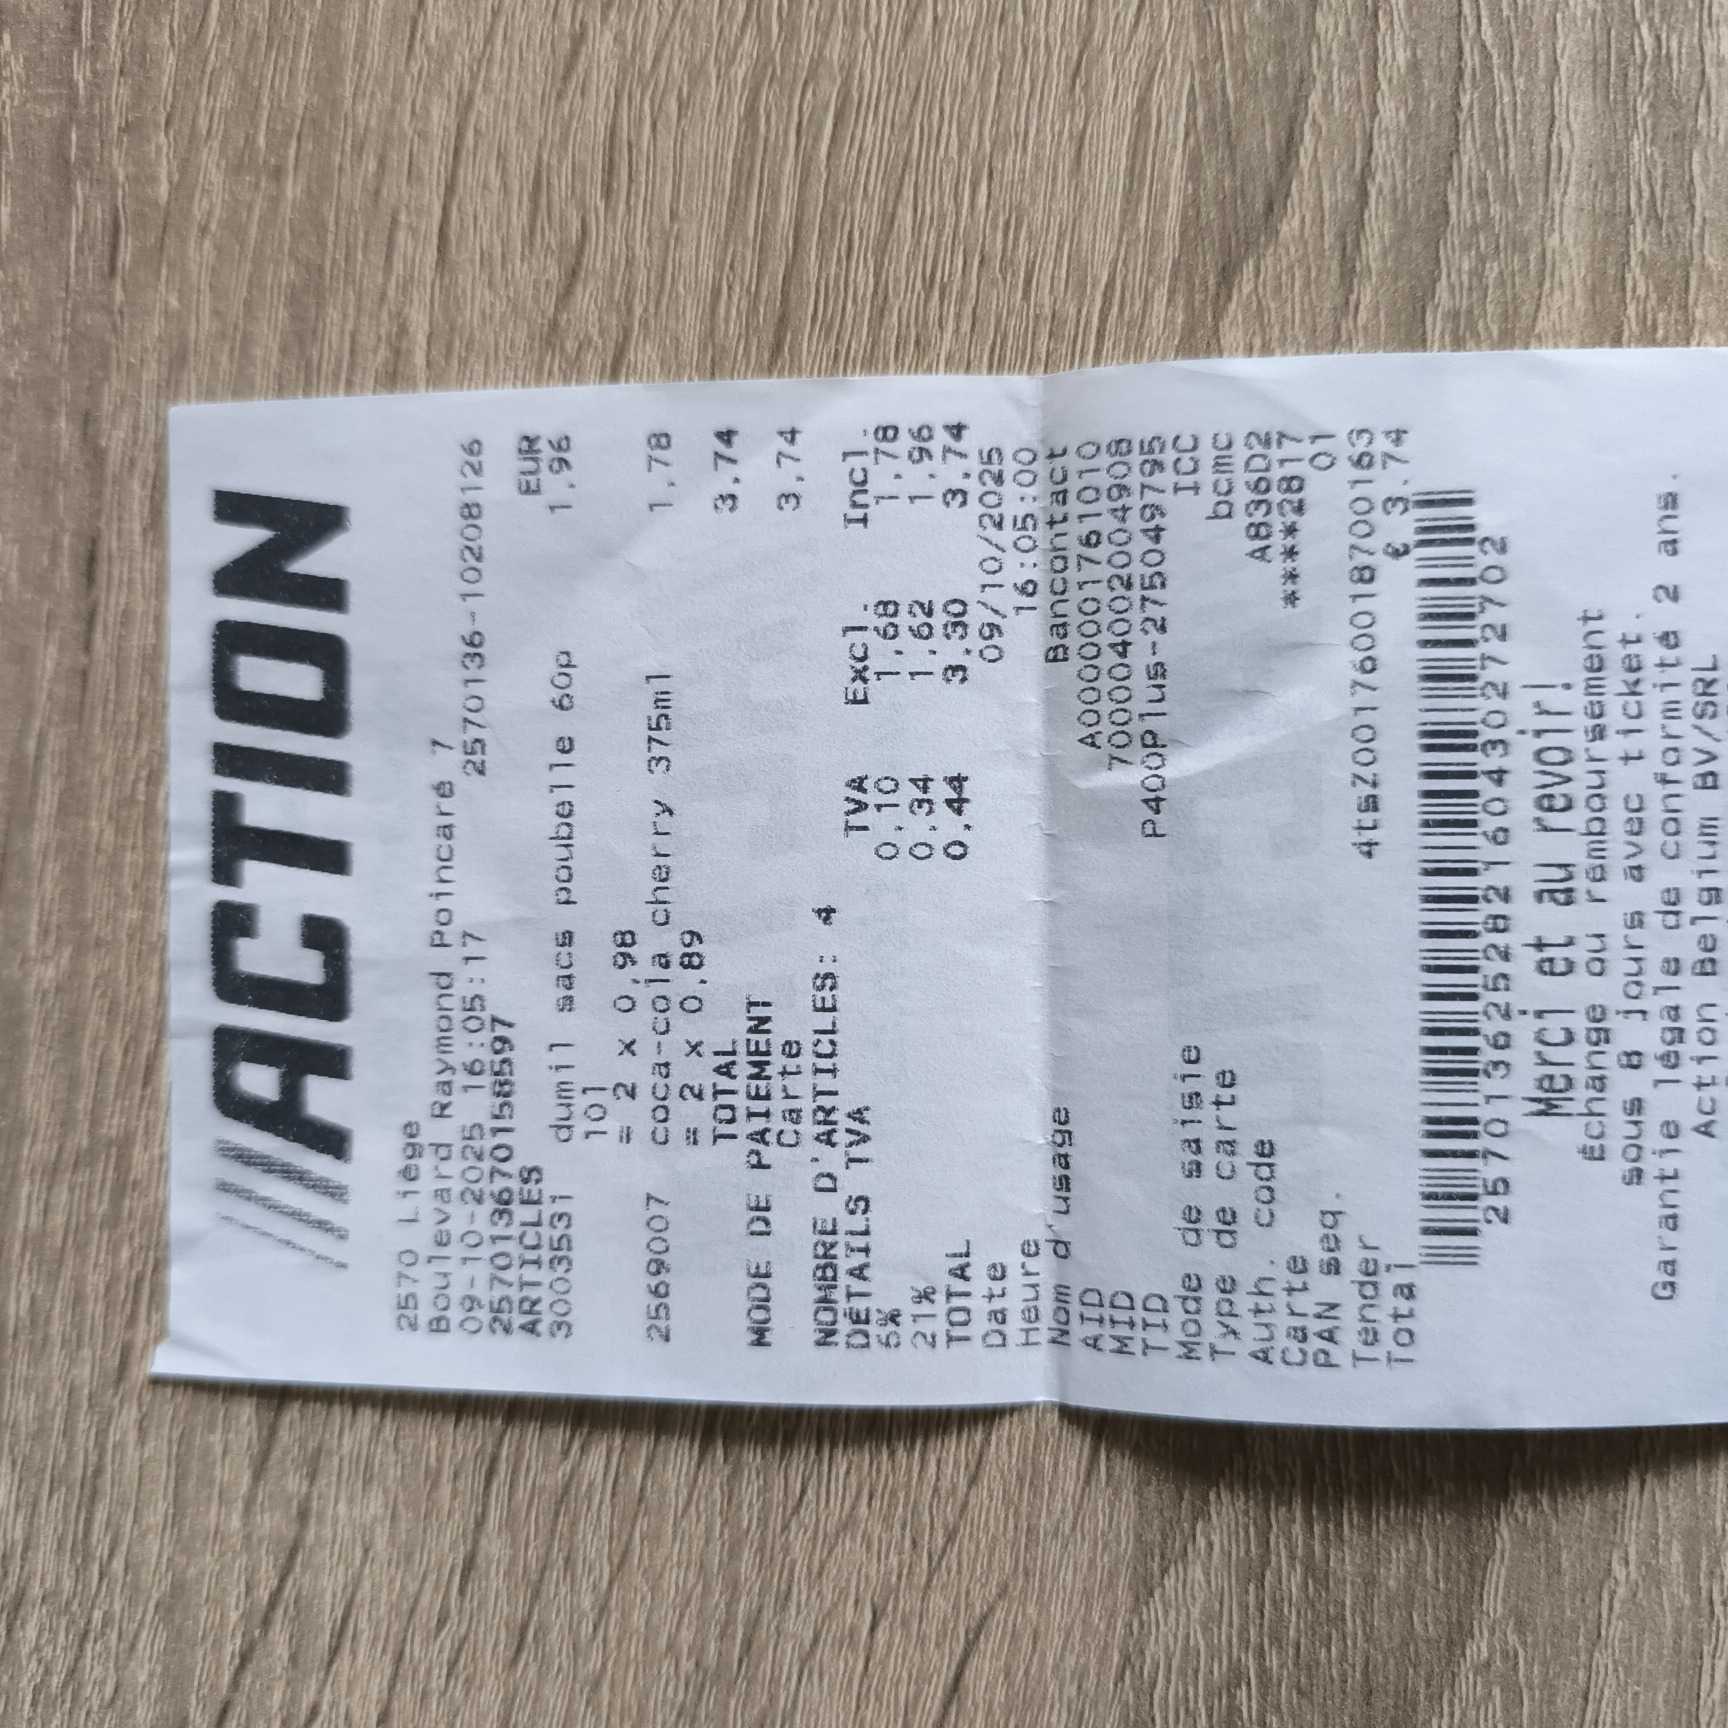 ACTION
2570 Liège
Boulevard Raymond Poincaré 7
09-10-2025 16:05:17 2570136-10208126
257013670158597
ARTICLES EUR
3003531 dumil sacs poubelle 60p 1,96
10l
= 2 x 0,98
2569007 coca-cola cherry 375ml 1,78
= 2 x 0,89
TOTAL 3,74
MODE DE PAIEMENT
Carte 3,74
NOMBRE D'ARTICLES: 4
DÉTAILS TVA TVA Excl. Incl.
6% 0,10 1,68 1,78
21% 0,34 1,62 1,96
TOTAL 0,44 3,30 3,74
Date 09/10/2025
Heure 16:05:00
Nom d'usage Bancontact
AID A0000001761010
MID 700004002004908
TID P400Plus-275049795
Mode de saisie ICC
Type de carte bcmc
Auth. code A836D2
Carte ****2817
PAN seq. 01
Tender 4tsZ001760018700163
Total € 3.74
2570136252821604302727​02
Merci et au revoir!
Échange ou remboursement
sous 8 jours avec ticket.
Garantie légale de conformité 2 ans.
Action Belgium BV/SRL